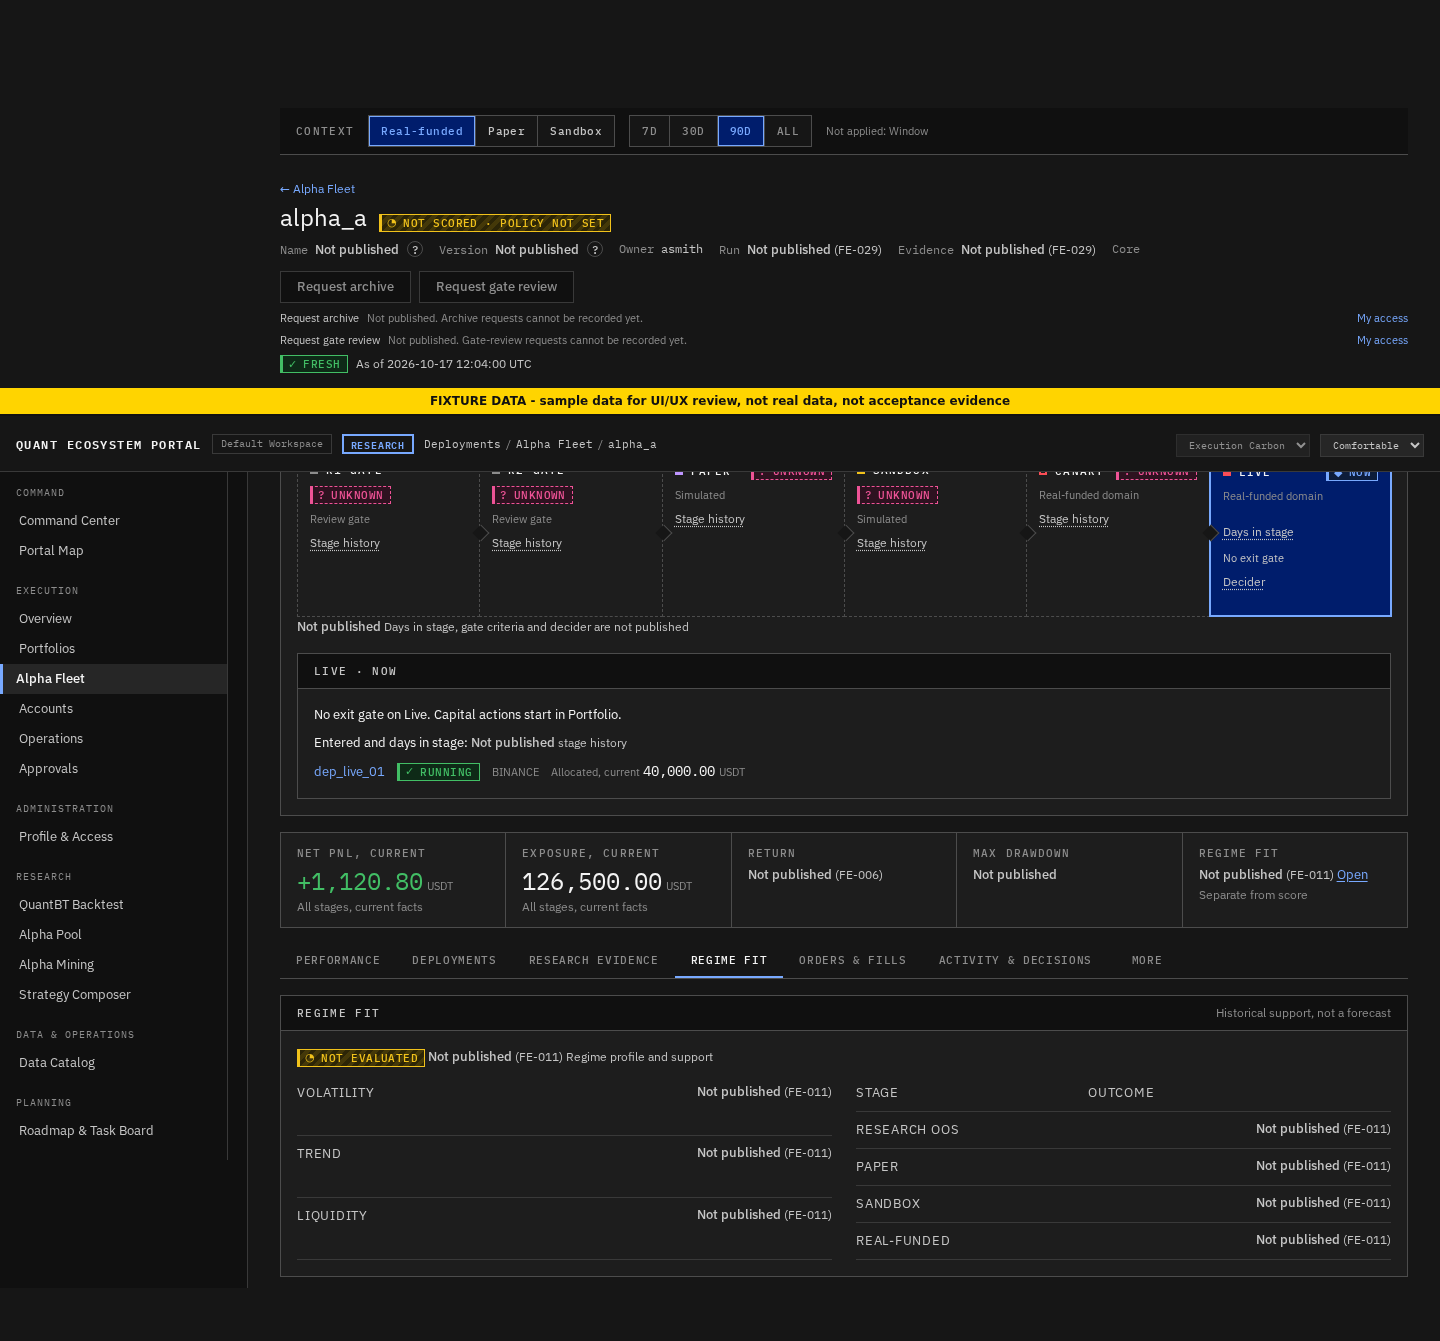 CONTEXT Real-funded Paper Sandbox 7D 30D 90D ALL Not applied: Window
← Alpha Fleet
alpha_a NOT SCORED · POLICY NOT SET
Name Not published ? Version Not published ? Owner asmith Run Not published (FE-029) Evidence Not published (FE-029) Core
Request archive Request gate review
Request archive Not published. Archive requests cannot be recorded yet. My access
Request gate review Not published. Gate-review requests cannot be recorded yet. My access
✓ FRESH As of 2026-10-17 12:04:00 UTC
FIXTURE DATA - sample data for UI/UX review, not real data, not acceptance evidence
QUANT ECOSYSTEM PORTAL Default Workspace RESEARCH Deployments / Alpha Fleet / alpha_a Execution Carbon Comfortable
COMMAND
Command Center
Portal Map
EXECUTION
Overview
Portfolios
Alpha Fleet
Accounts
Operations
Approvals
ADMINISTRATION
Profile & Access
RESEARCH
QuantBT Backtest
Alpha Pool
Alpha Mining
Strategy Composer
DATA & OPERATIONS
Data Catalog
PLANNING
Roadmap & Task Board
R1 GATE
? UNKNOWN
Review gate
Stage history
R2 GATE
? UNKNOWN
Review gate
Stage history
PAPER ? UNKNOWN
Simulated
Stage history
SANDBOX
? UNKNOWN
Simulated
Stage history
CANARY ? UNKNOWN
Real-funded domain
Stage history
LIVE ◆ NOW
Real-funded domain
Days in stage
No exit gate
Decider
Not published Days in stage, gate criteria and decider are not published
LIVE · NOW
No exit gate on Live. Capital actions start in Portfolio.
Entered and days in stage: Not published stage history
dep_live_01 ✓ RUNNING BINANCE Allocated, current 40,000.00 USDT
NET PNL, CURRENT
+1,120.80 USDT
All stages, current facts
EXPOSURE, CURRENT
126,500.00 USDT
All stages, current facts
RETURN
Not published (FE-006)
MAX DRAWDOWN
Not published
REGIME FIT
Not published (FE-011) Open
Separate from score
PERFORMANCE DEPLOYMENTS RESEARCH EVIDENCE REGIME FIT ORDERS & FILLS ACTIVITY & DECISIONS MORE
REGIME FIT Historical support, not a forecast
NOT EVALUATED Not published (FE-011) Regime profile and support
VOLATILITY Not published (FE-011)
TREND Not published (FE-011)
LIQUIDITY Not published (FE-011)
STAGE OUTCOME
RESEARCH OOS Not published (FE-011)
PAPER Not published (FE-011)
SANDBOX Not published (FE-011)
REAL-FUNDED Not published (FE-011)